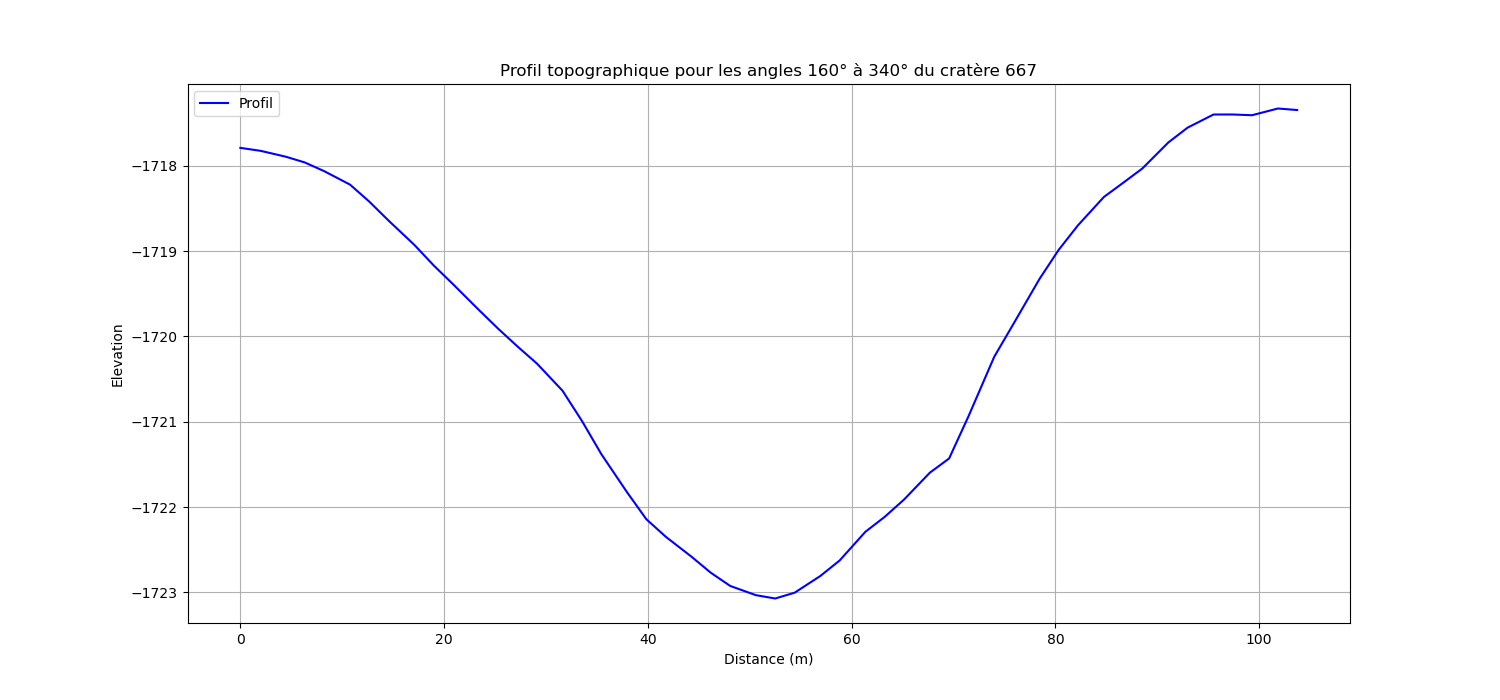 Profil topographique pour les angles 160° à 340° du cratère 667
Profil
−1718
−1719
−1720
−1721
−1722
−1723
Elevation
0 20 40 60 80 100
Distance (m)